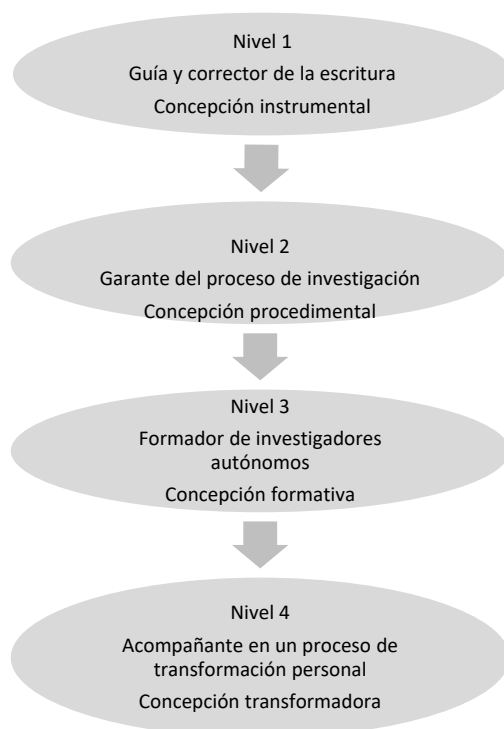 Nivel 1
Guía y corrector de la escritura
Concepción instrumental
Nivel 2
Garante del proceso de investigación
Concepción procedimental
Nivel 3
Formador de investigadores
autónomos
Concepción formativa
Nivel 4
Acompañante en un proceso de
transformación personal
Concepción transformadora